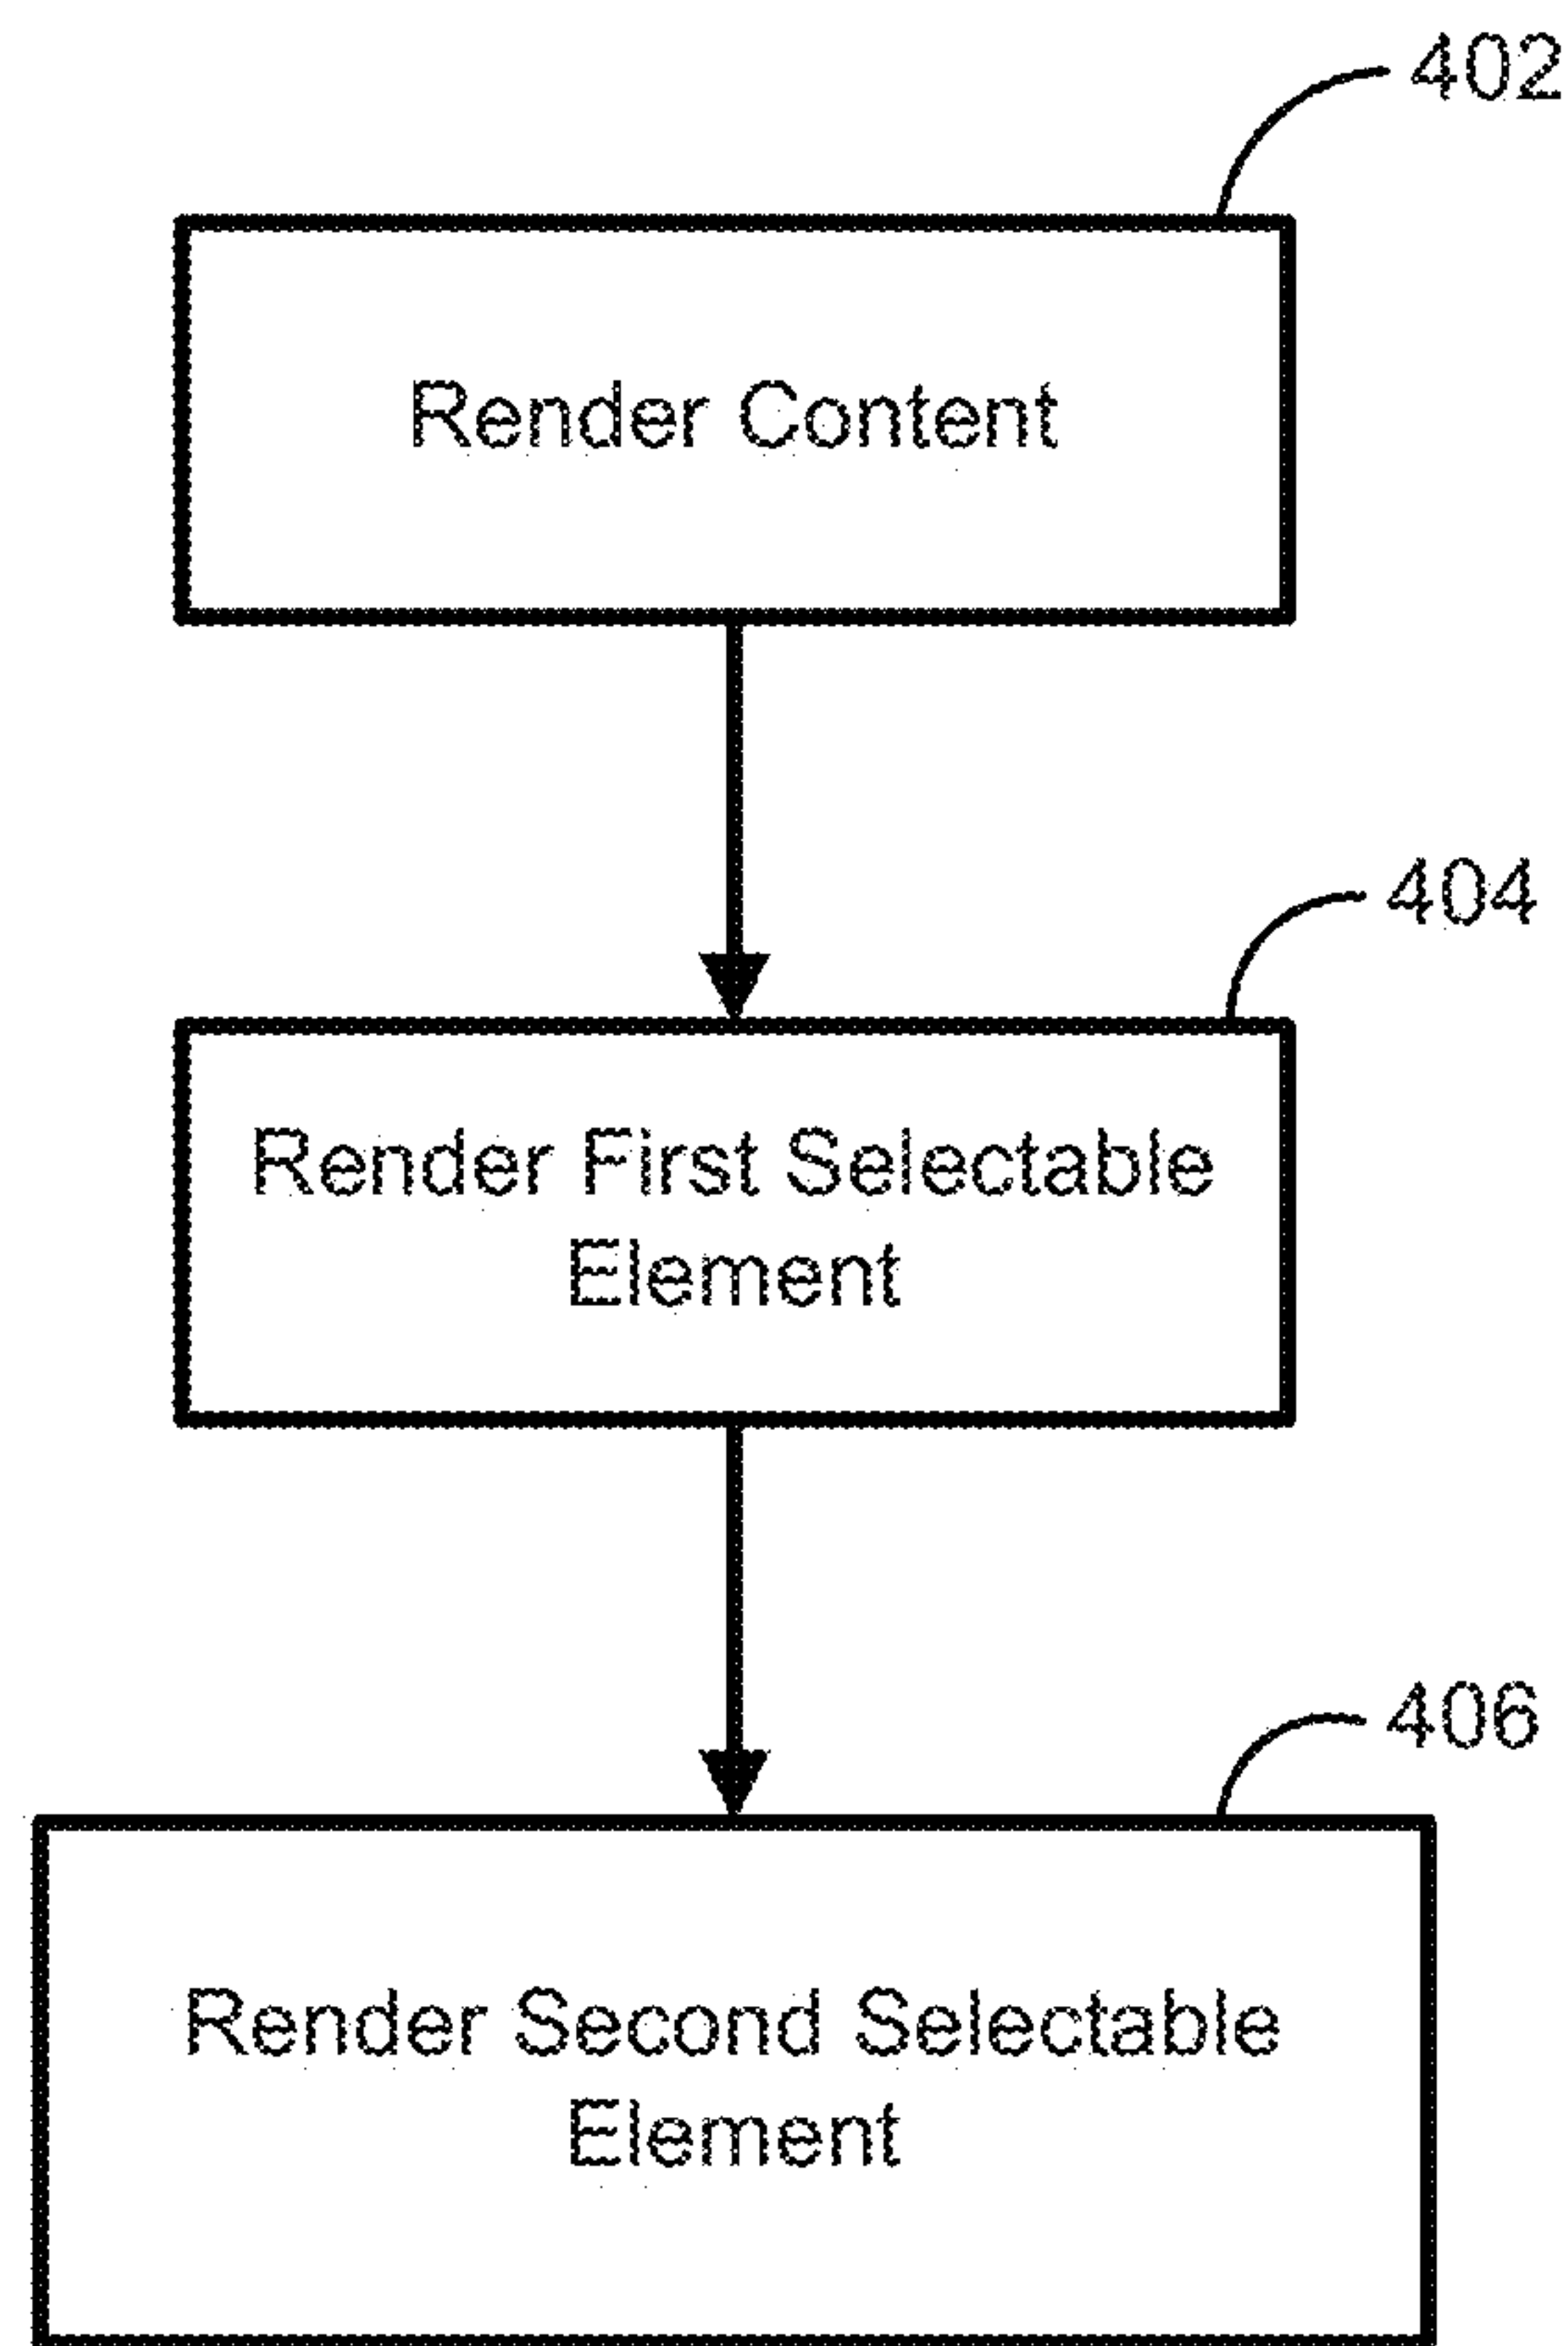 402
Render Content
404
Render First Selectable
Element
406
Render Second Selectable
Element